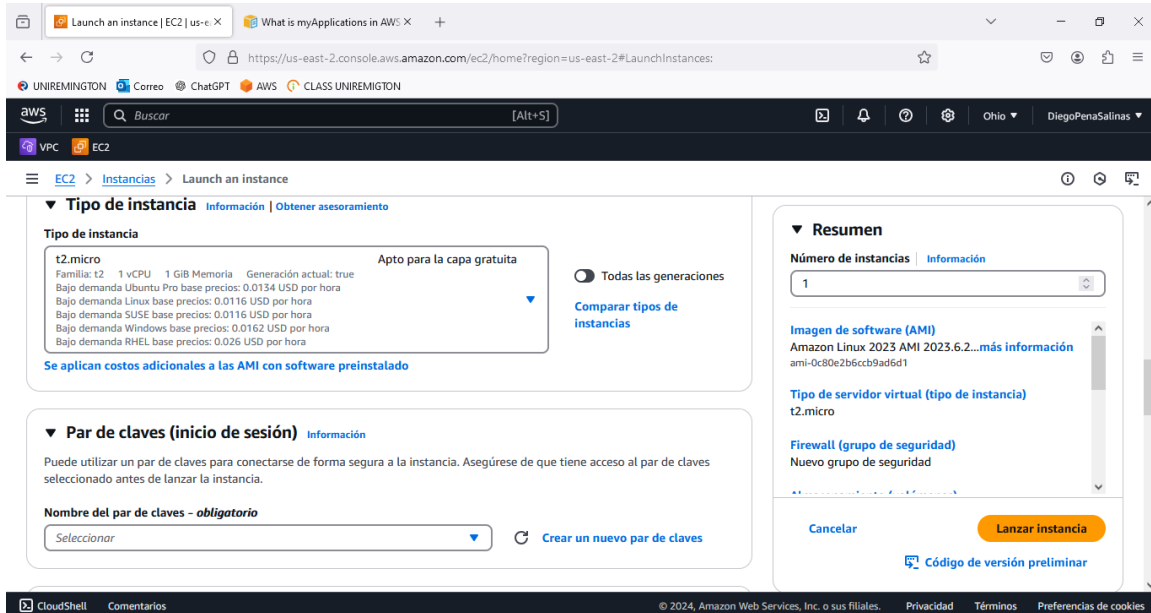 Launch an instance | EC2 | us-e
What is myApplications in AWS
https://us-east-2.console.aws.amazon.com/ec2/home?region=us-east-2#LaunchInstances:
UNIREMINGTON Correo ChatGPT AWS CLASS UNIREMIGTON
aws Buscar [Alt+S] Ohio DiegoPenaSalinas
VPC EC2
EC2 > Instancias > Launch an instance
Tipo de instancia Información | Obtener asesoramiento
Tipo de instancia
t2.micro Apto para la capa gratuita
Familia: t2 1 vCPU 1 GiB Memoria Generación actual: true
Bajo demanda Ubuntu Pro base precios: 0.0134 USD por hora
Bajo demanda Linux base precios: 0.0116 USD por hora
Bajo demanda SUSE base precios: 0.0116 USD por hora
Bajo demanda Windows base precios: 0.0162 USD por hora
Bajo demanda RHEL base precios: 0.026 USD por hora
Todas las generaciones
Comparar tipos de
instancias
Se aplican costos adicionales a las AMI con software preinstalado
Par de claves (inicio de sesión) Información
Puede utilizar un par de claves para conectarse de forma segura a la instancia. Asegúrese de que tiene acceso al par de claves
seleccionado antes de lanzar la instancia.
Nombre del par de claves - obligatorio
Seleccionar
Crear un nuevo par de claves
Resumen
Número de instancias Información
1
Imagen de software (AMI)
Amazon Linux 2023 AMI 2023.6.2...más información
ami-0c80e2b6ccb9ad6d1
Tipo de servidor virtual (tipo de instancia)
t2.micro
Firewall (grupo de seguridad)
Nuevo grupo de seguridad
Cancelar
Lanzar instancia
Código de versión preliminar
CloudShell Comentarios © 2024, Amazon Web Services, Inc. o sus filiales. Privacidad Términos Preferencias de cookies